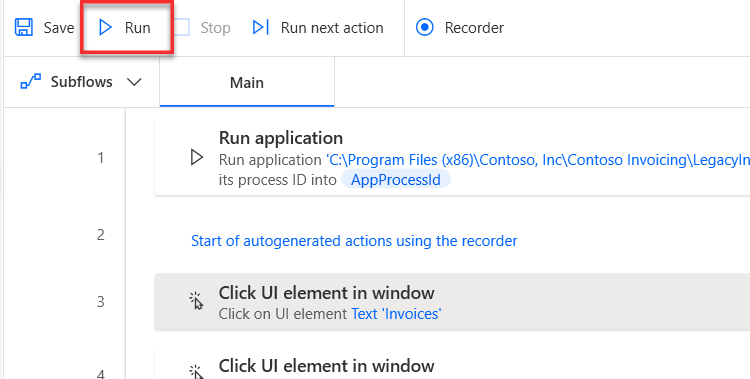 Save Run Stop Run next action Recorder
Subflows Main
1 Run application
Run application 'C:\Program Files (x86)\Contoso, Inc\Contoso Invoicing\LegacyIn
its process ID into AppProcessId
2 Start of autogenerated actions using the recorder
3 Click UI element in window
Click on UI element Text 'Invoices'
4 Click UI element in window